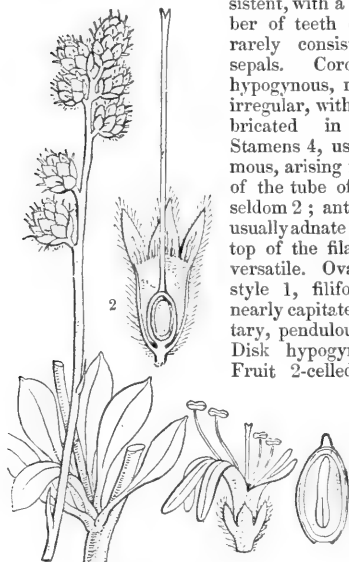 sistent, with a
ber of teeth
rarely consis
sepals. Coro
hypogynous, n
irregular, with
bricated in
Stamens 4, us
mous, arising
of the tube of
seldom 2 ; ant
usually adnate
top of the fila
versatile. Ova
style 1, filifo
nearly capitate
tary, pendulou
Disk hypogy
Fruit 2-celled
2